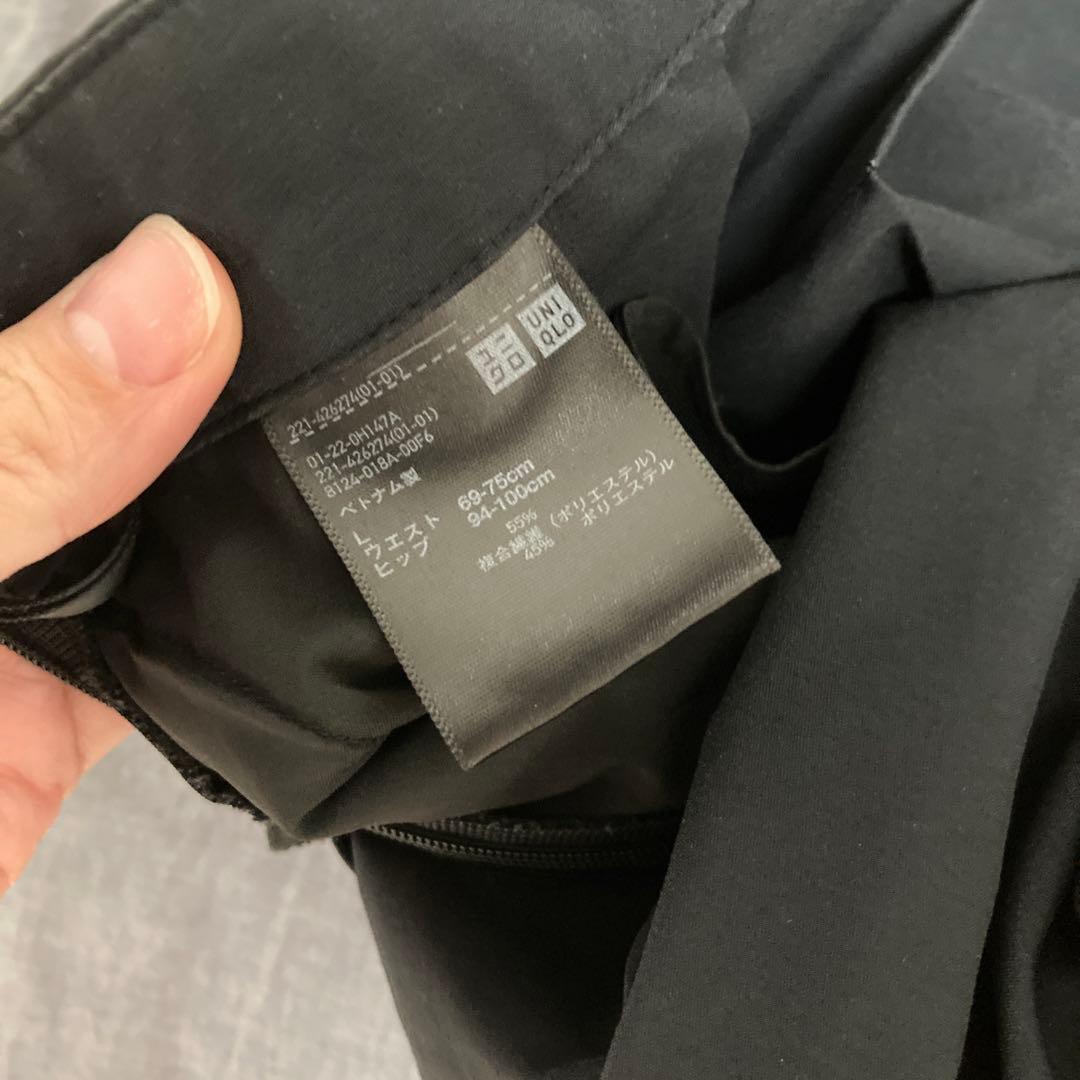 ユニ
クロ
UNI
QLO
221-426274(01-01)
01-22-0H147A
221-426274(01-01)
8124-018A-00F6
ベトナム製
L
ウエスト 69-75cm
ヒップ 94-100cm
55%
複合繊維 (ポリエステル)
45% ポリエステル